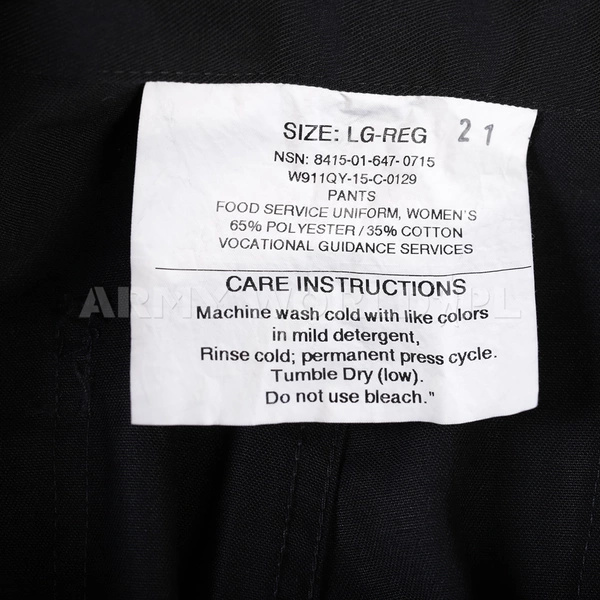 SIZE: LG-REG 21
NSN: 8415-01-647-0715
W911QY-15-C-0129
PANTS
FOOD SERVICE UNIFORM, WOMEN'S
65% POLYESTER / 35% COTTON
VOCATIONAL GUIDANCE SERVICES
CARE INSTRUCTIONS
ARMYWORLD.PL
Machine wash cold with like colors
in mild detergent,
Rinse cold; permanent press cycle.
Tumble Dry (low).
Do not use bleach."